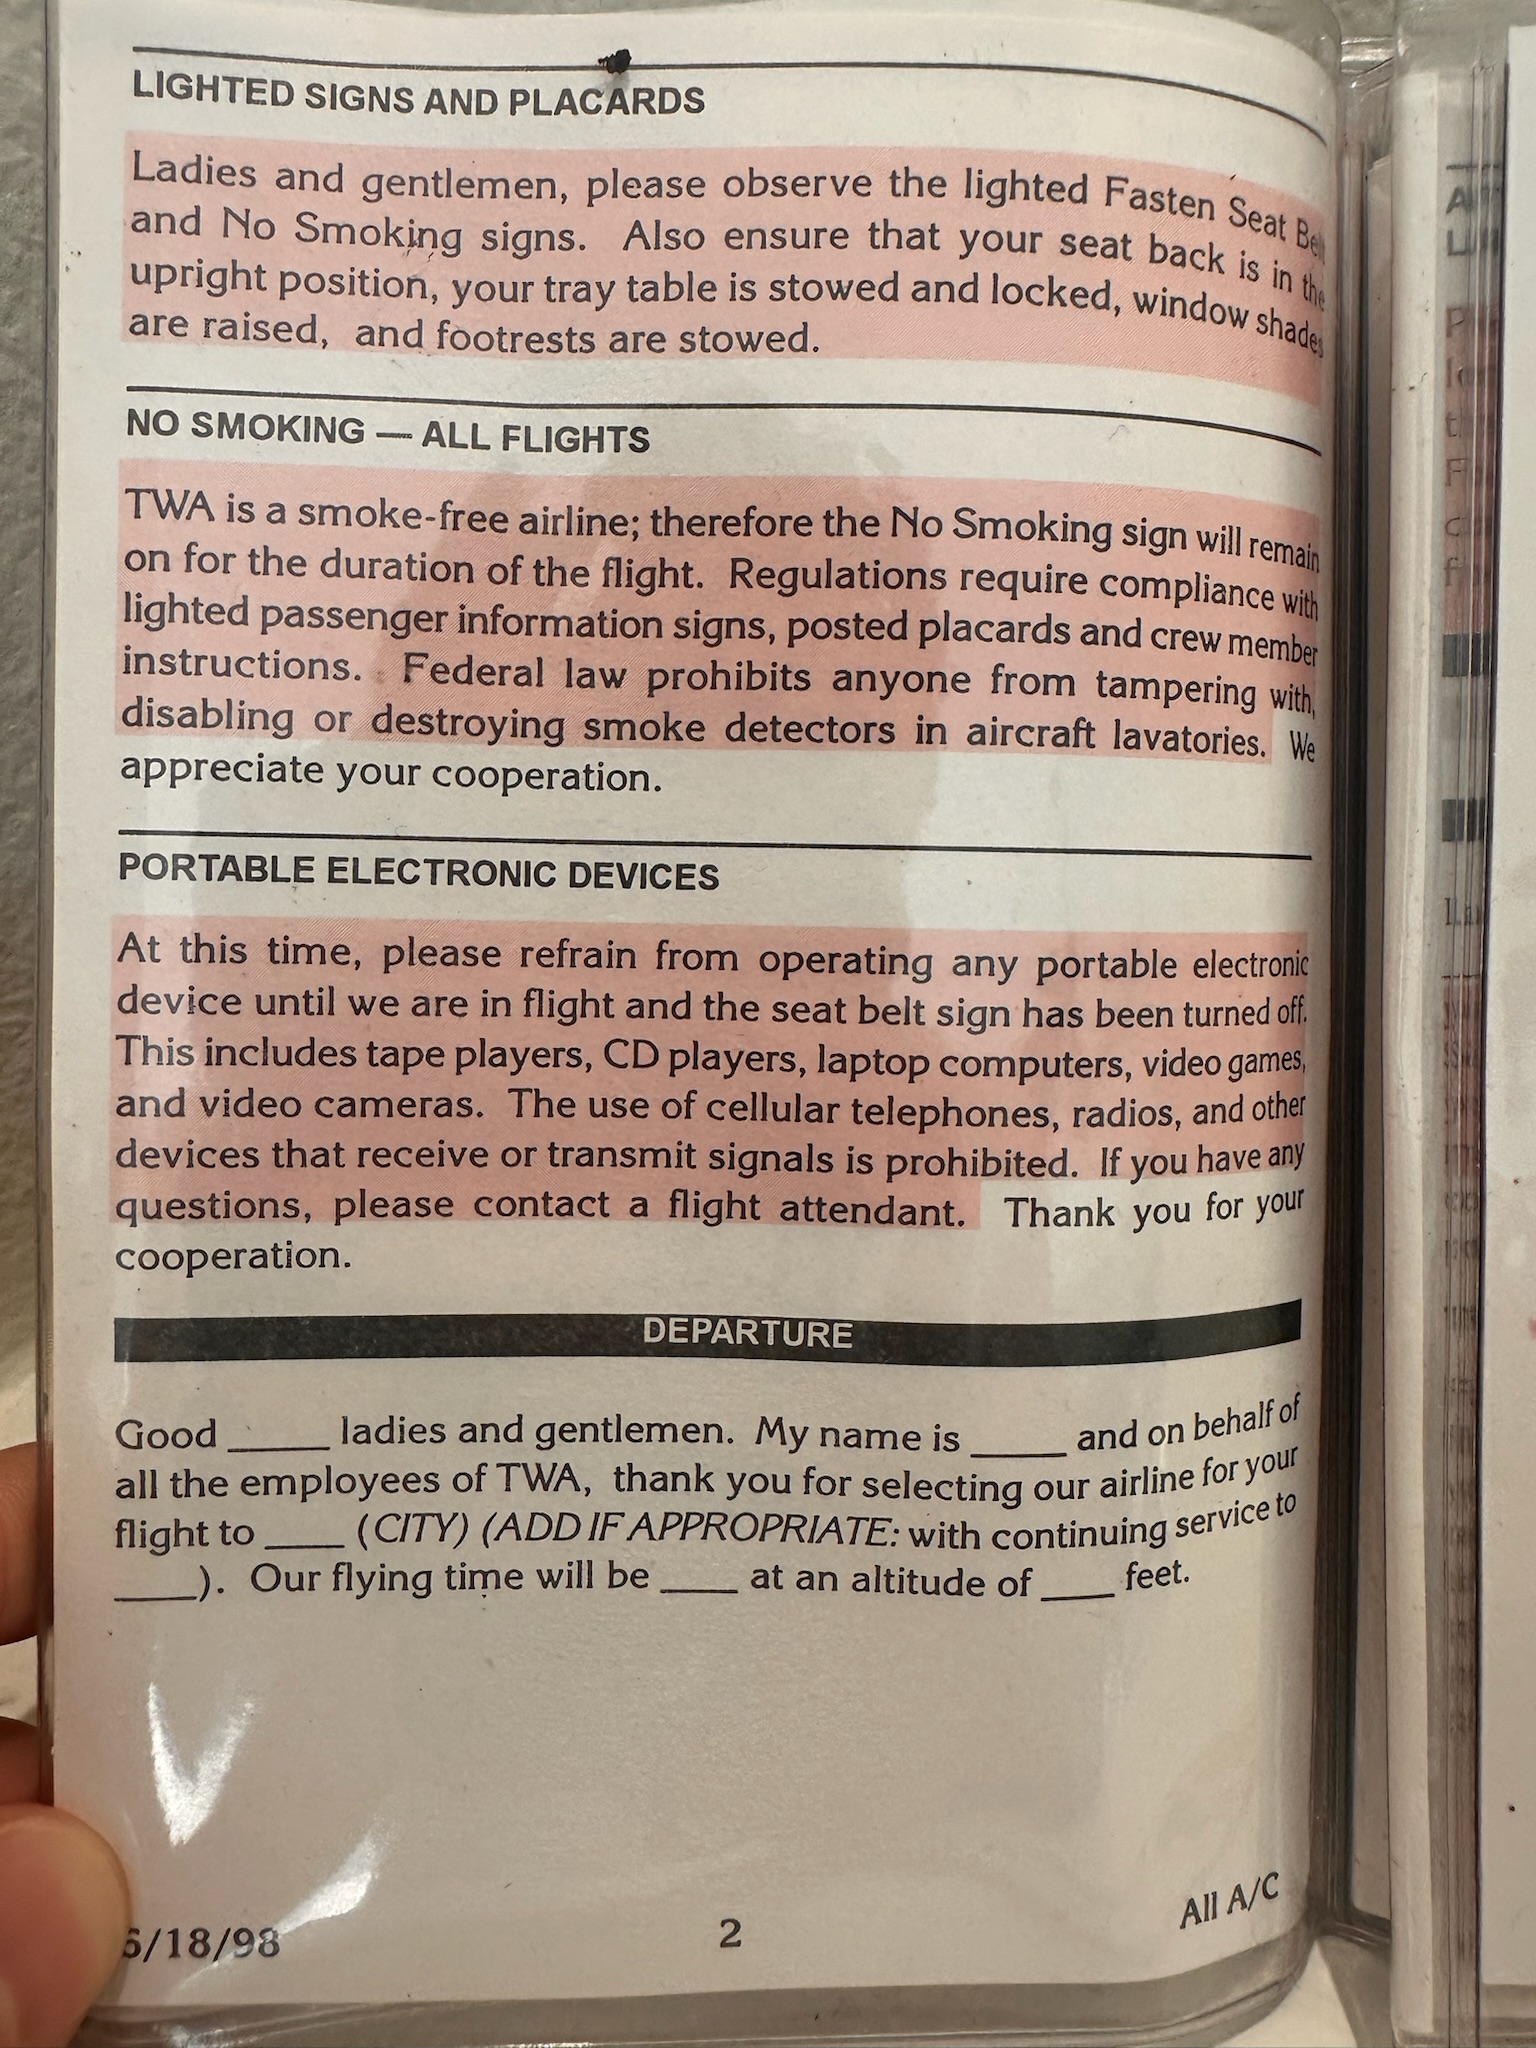 LIGHTED SIGNS AND PLACARDS
Ladies and gentlemen, please observe the lighted Fasten Seat Belt
and No Smoking signs. Also ensure that your seat back is in the
upright position, your tray table is stowed and locked, window shades
are raised, and footrests are stowed.
NO SMOKING — ALL FLIGHTS
TWA is a smoke-free airline; therefore the No Smoking sign will remain
on for the duration of the flight. Regulations require compliance with
lighted passenger information signs, posted placards and crew member
instructions. Federal law prohibits anyone from tampering with,
disabling or destroying smoke detectors in aircraft lavatories. We
appreciate your cooperation.
PORTABLE ELECTRONIC DEVICES
At this time, please refrain from operating any portable electronic
device until we are in flight and the seat belt sign has been turned off.
This includes tape players, CD players, laptop computers, video games,
and video cameras. The use of cellular telephones, radios, and other
devices that receive or transmit signals is prohibited. If you have any
questions, please contact a flight attendant. Thank you for your
cooperation.
DEPARTURE
Good _____ ladies and gentlemen. My name is _____ and on behalf of
all the employees of TWA, thank you for selecting our airline for your
flight to ____ (CITY) (ADD IF APPROPRIATE: with continuing service to
____). Our flying time will be ____ at an altitude of ____ feet.
6/18/98 2 All A/C